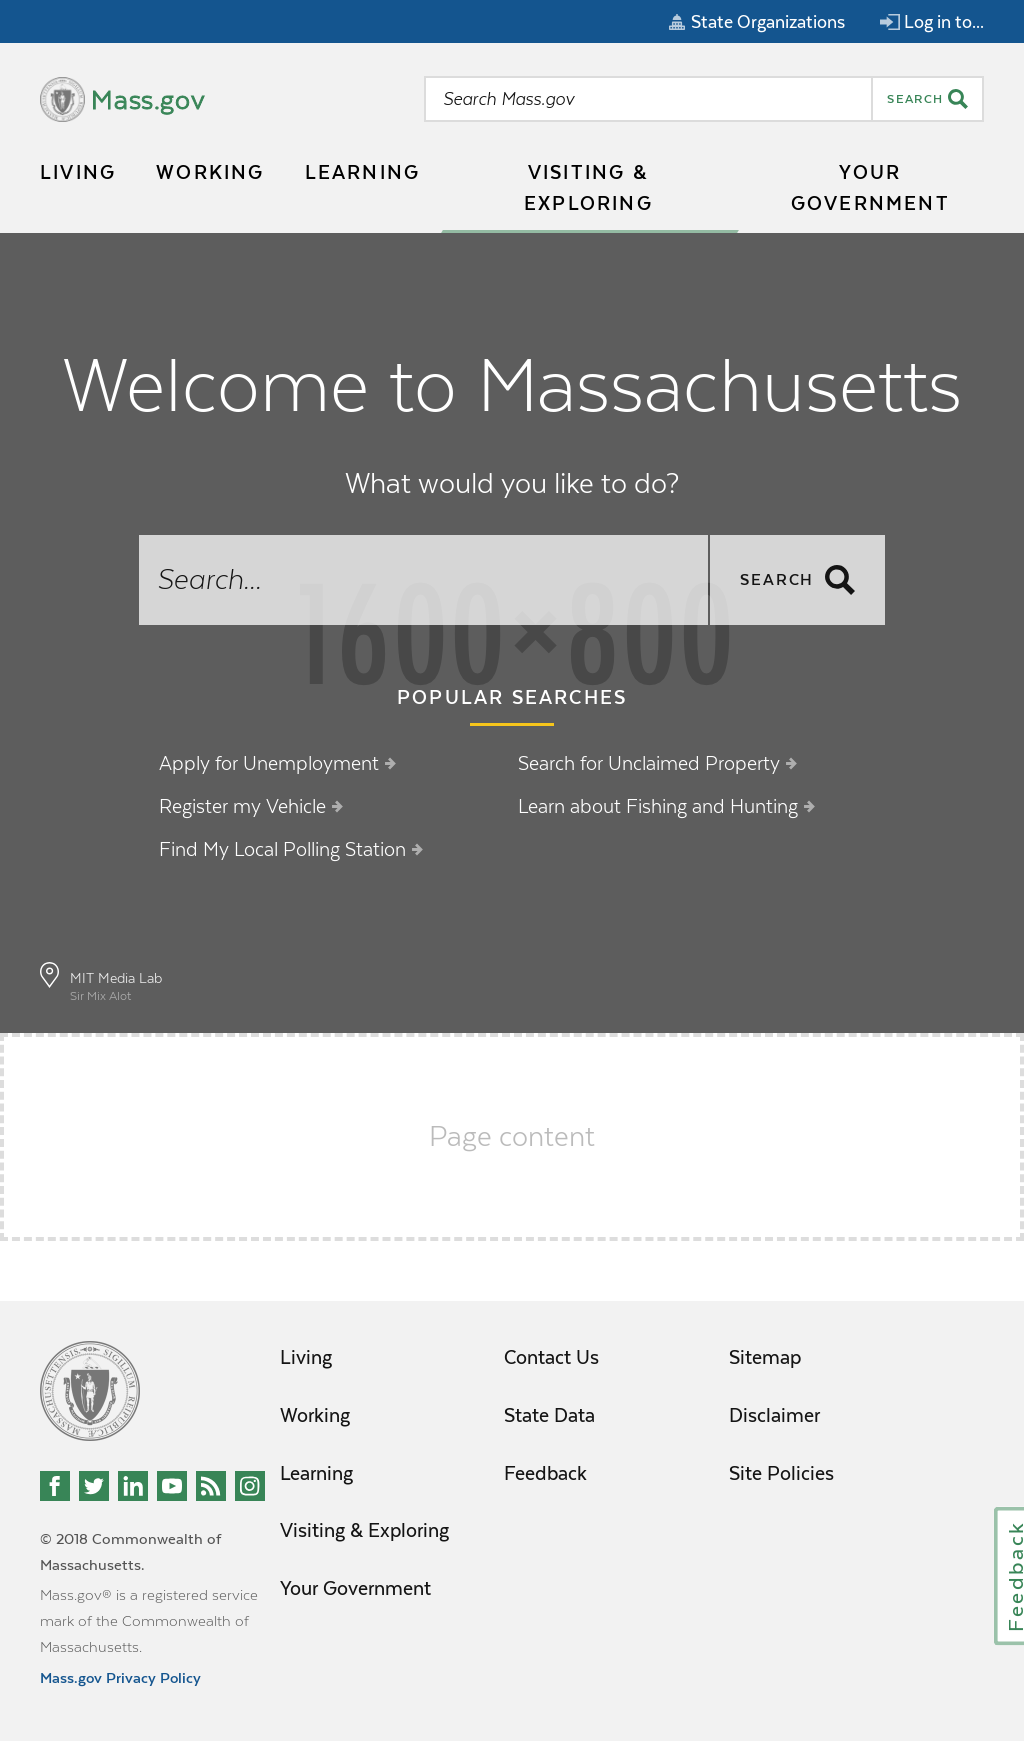 State Organizations
Log in to...
Mass.gov
Search Mass.gov
SEARCH
LIVING
WORKING
LEARNING
VISITING &
EXPLORING
YOUR
GOVERNMENT
Welcome to Massachusetts
What would you like to do?
Search...
SEARCH
1600×800
POPULAR SEARCHES
Apply for Unemployment
Search for Unclaimed Property
Register my Vehicle
Learn about Fishing and Hunting
Find My Local Polling Station
MIT Media Lab
Sir Mix Alot
Page content
Living
Contact Us
Sitemap
Working
State Data
Disclaimer
Learning
Feedback
Site Policies
Visiting & Exploring
Your Government
© 2018 Commonwealth of
Massachusetts.
Mass.gov® is a registered service
mark of the Commonwealth of
Massachusetts.
Mass.gov Privacy Policy
Feedback